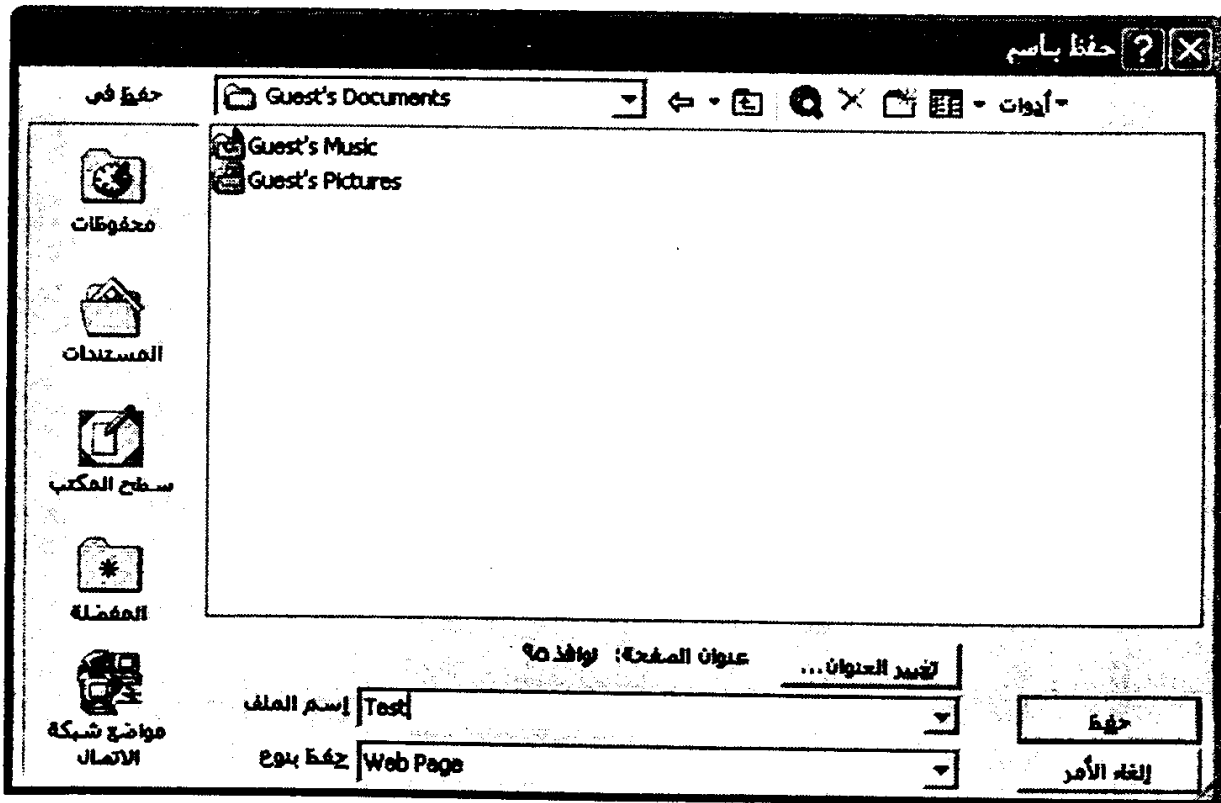 حفظ باسم
حفظ في
Guest's Documents
أدوات
Guest's Music
Guest's Pictures
محفوظات
المستندات
سطح المكتب
المفضلة
مواضع شبكة
الاتصال
عنوان الصفحة: نوافذ ٩٥
تغيير العنوان...
إسم الملف
Test
حفظ
حفظ بنوع
Web Page
إلغاء الأمر